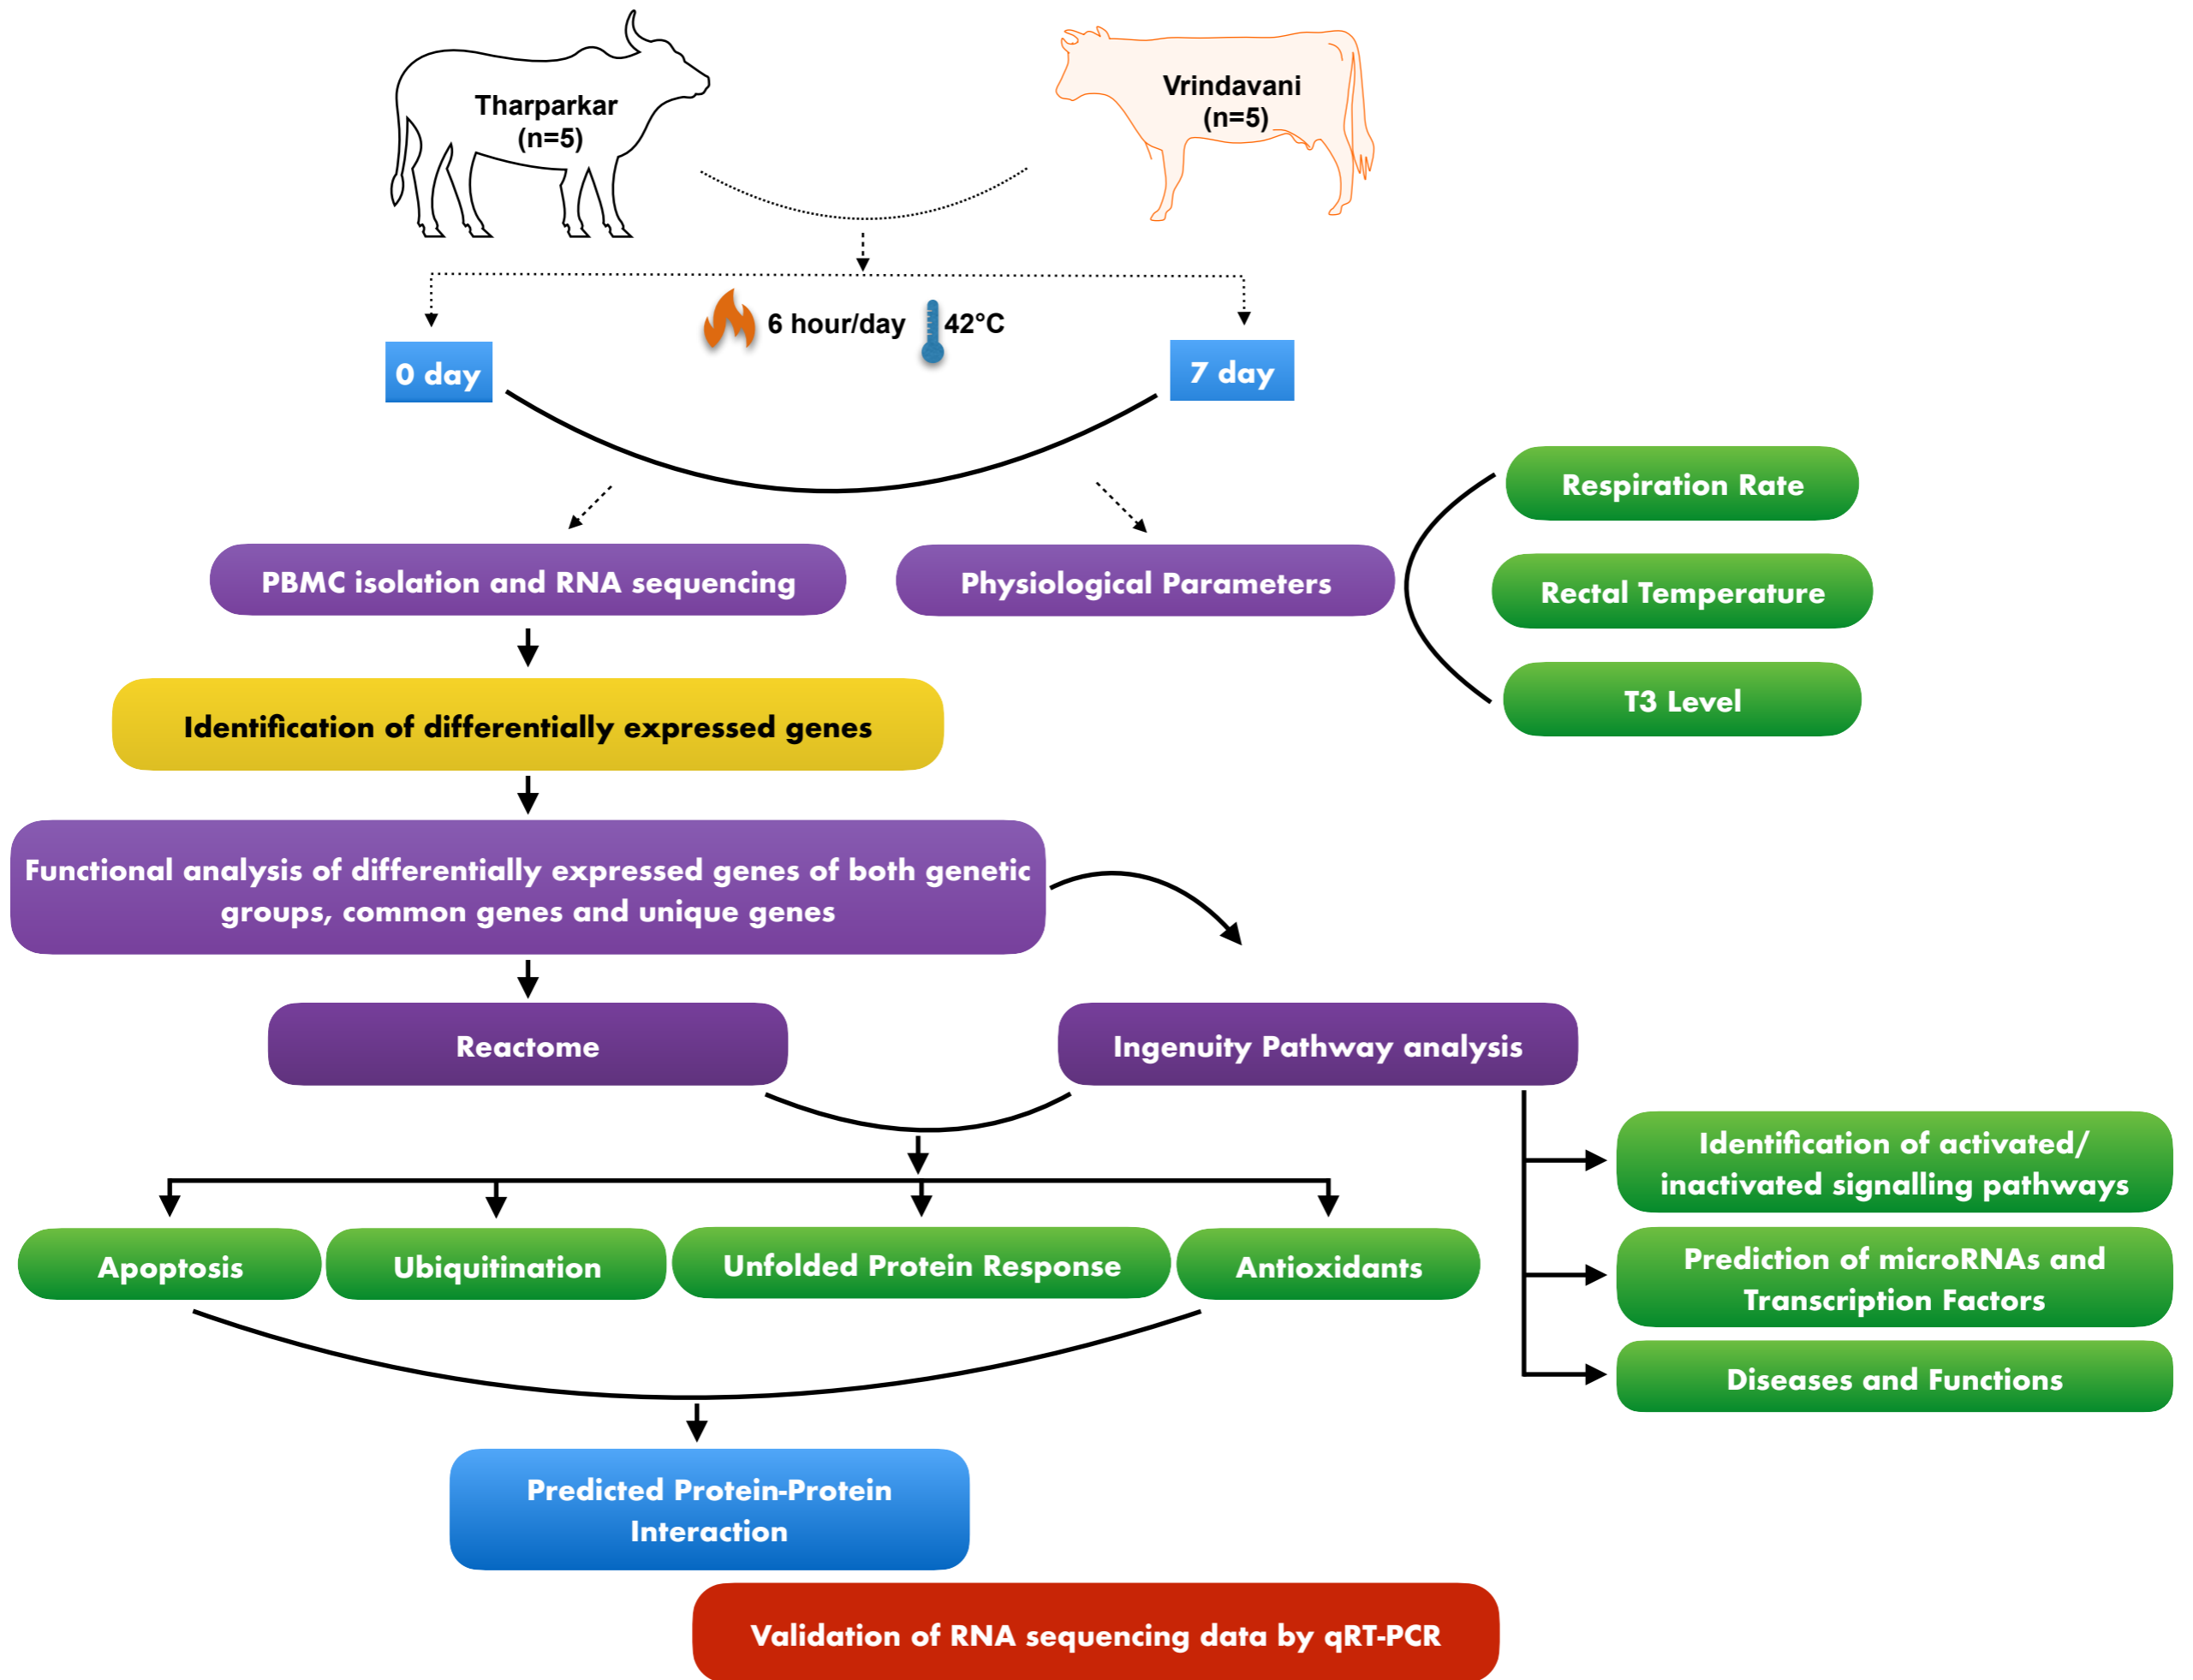 Tharparkar
(n=5)
Vrindavani
(n=5)
6 hour/day
42°C
0 day
7 day
Respiration Rate
PBMC isolation and RNA sequencing
Physiological Parameters
Rectal Temperature
T3 Level
Identification of differentially expressed genes
Functional analysis of differentially expressed genes of both genetic
groups, common genes and unique genes
Reactome
Ingenuity Pathway analysis
Identification of activated/
inactivated signalling pathways
Apoptosis
Ubiquitination
Unfolded Protein Response
Antioxidants
Prediction of microRNAs and
Transcription Factors
Diseases and Functions
Predicted Protein-Protein
Interaction
Validation of RNA sequencing data by qRT-PCR